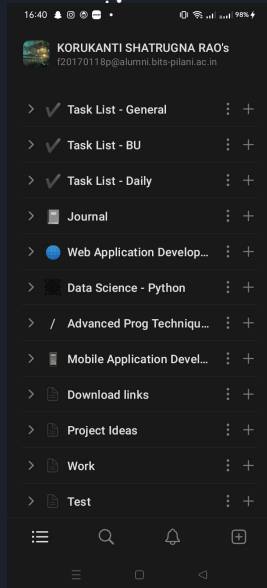 16:40
98%
KORUKANTI SHATRUGNA RAO's
f20170118p@alumni.bits-pilani.ac.in
Task List - General
Task List - BU
Task List - Daily
Journal
Web Application Develop...
Data Science - Python
/ Advanced Prog Techniqu...
Mobile Application Devel...
Download links
Project Ideas
Work
Test